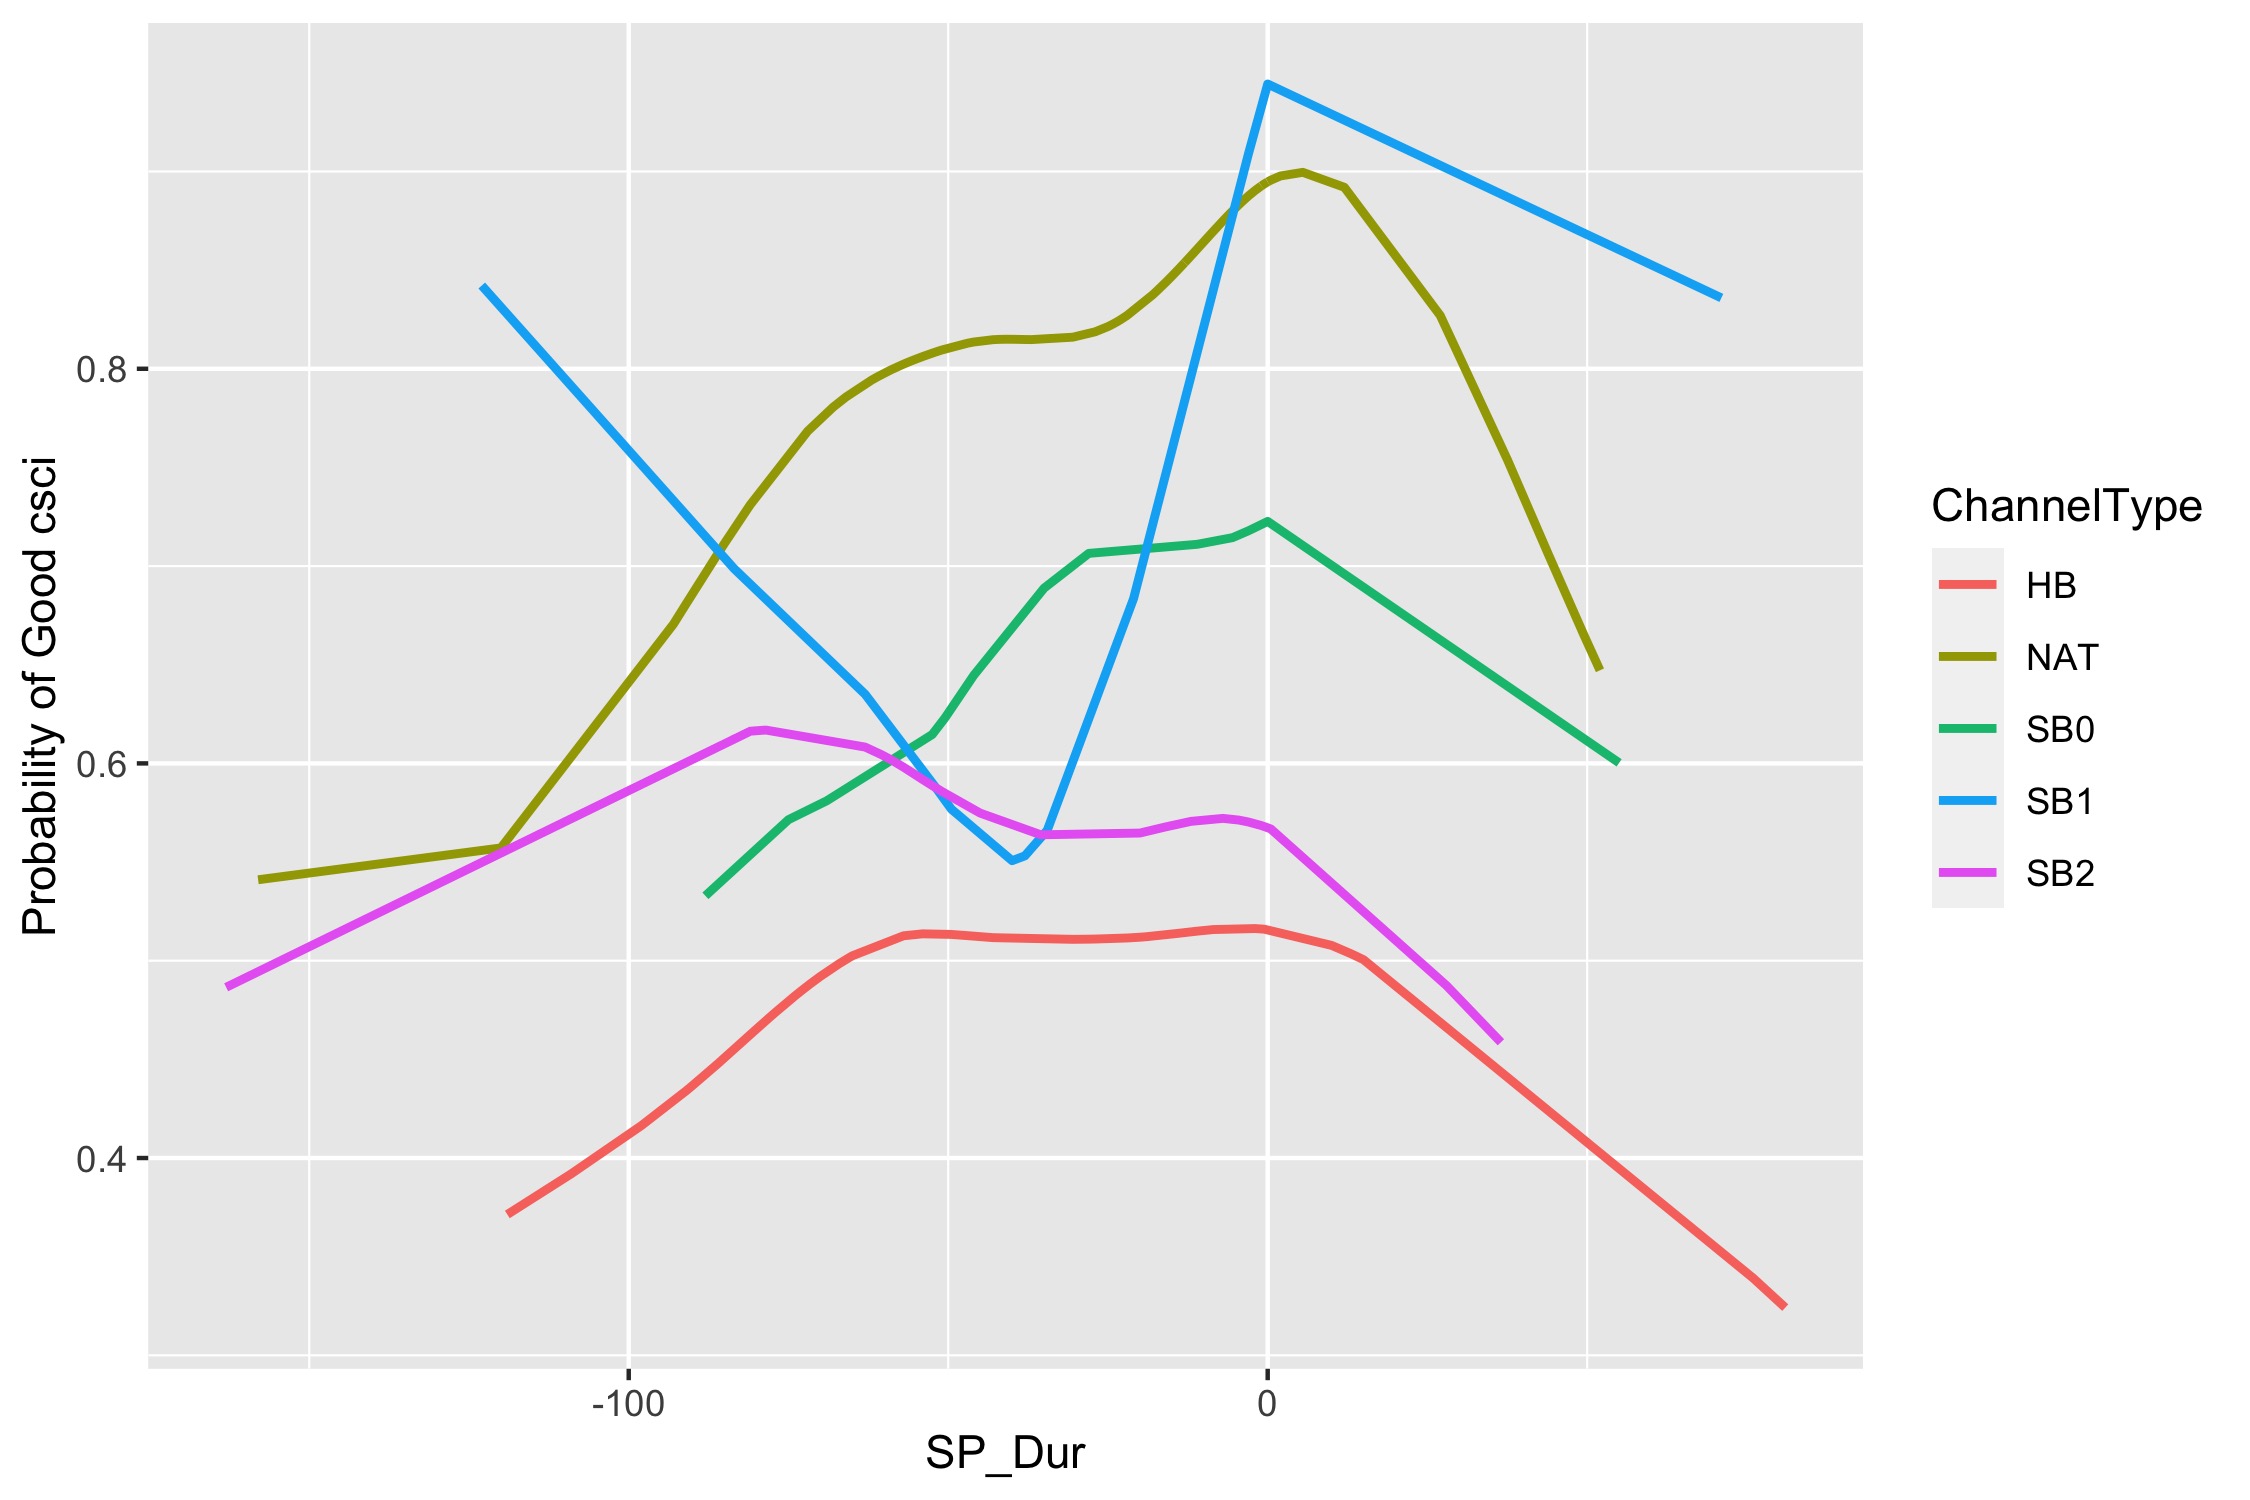 Probability of Good csci
0.8
0.6
0.4
-100
0
SP_Dur
ChannelType
HB
NAT
SB0
SB1
SB2